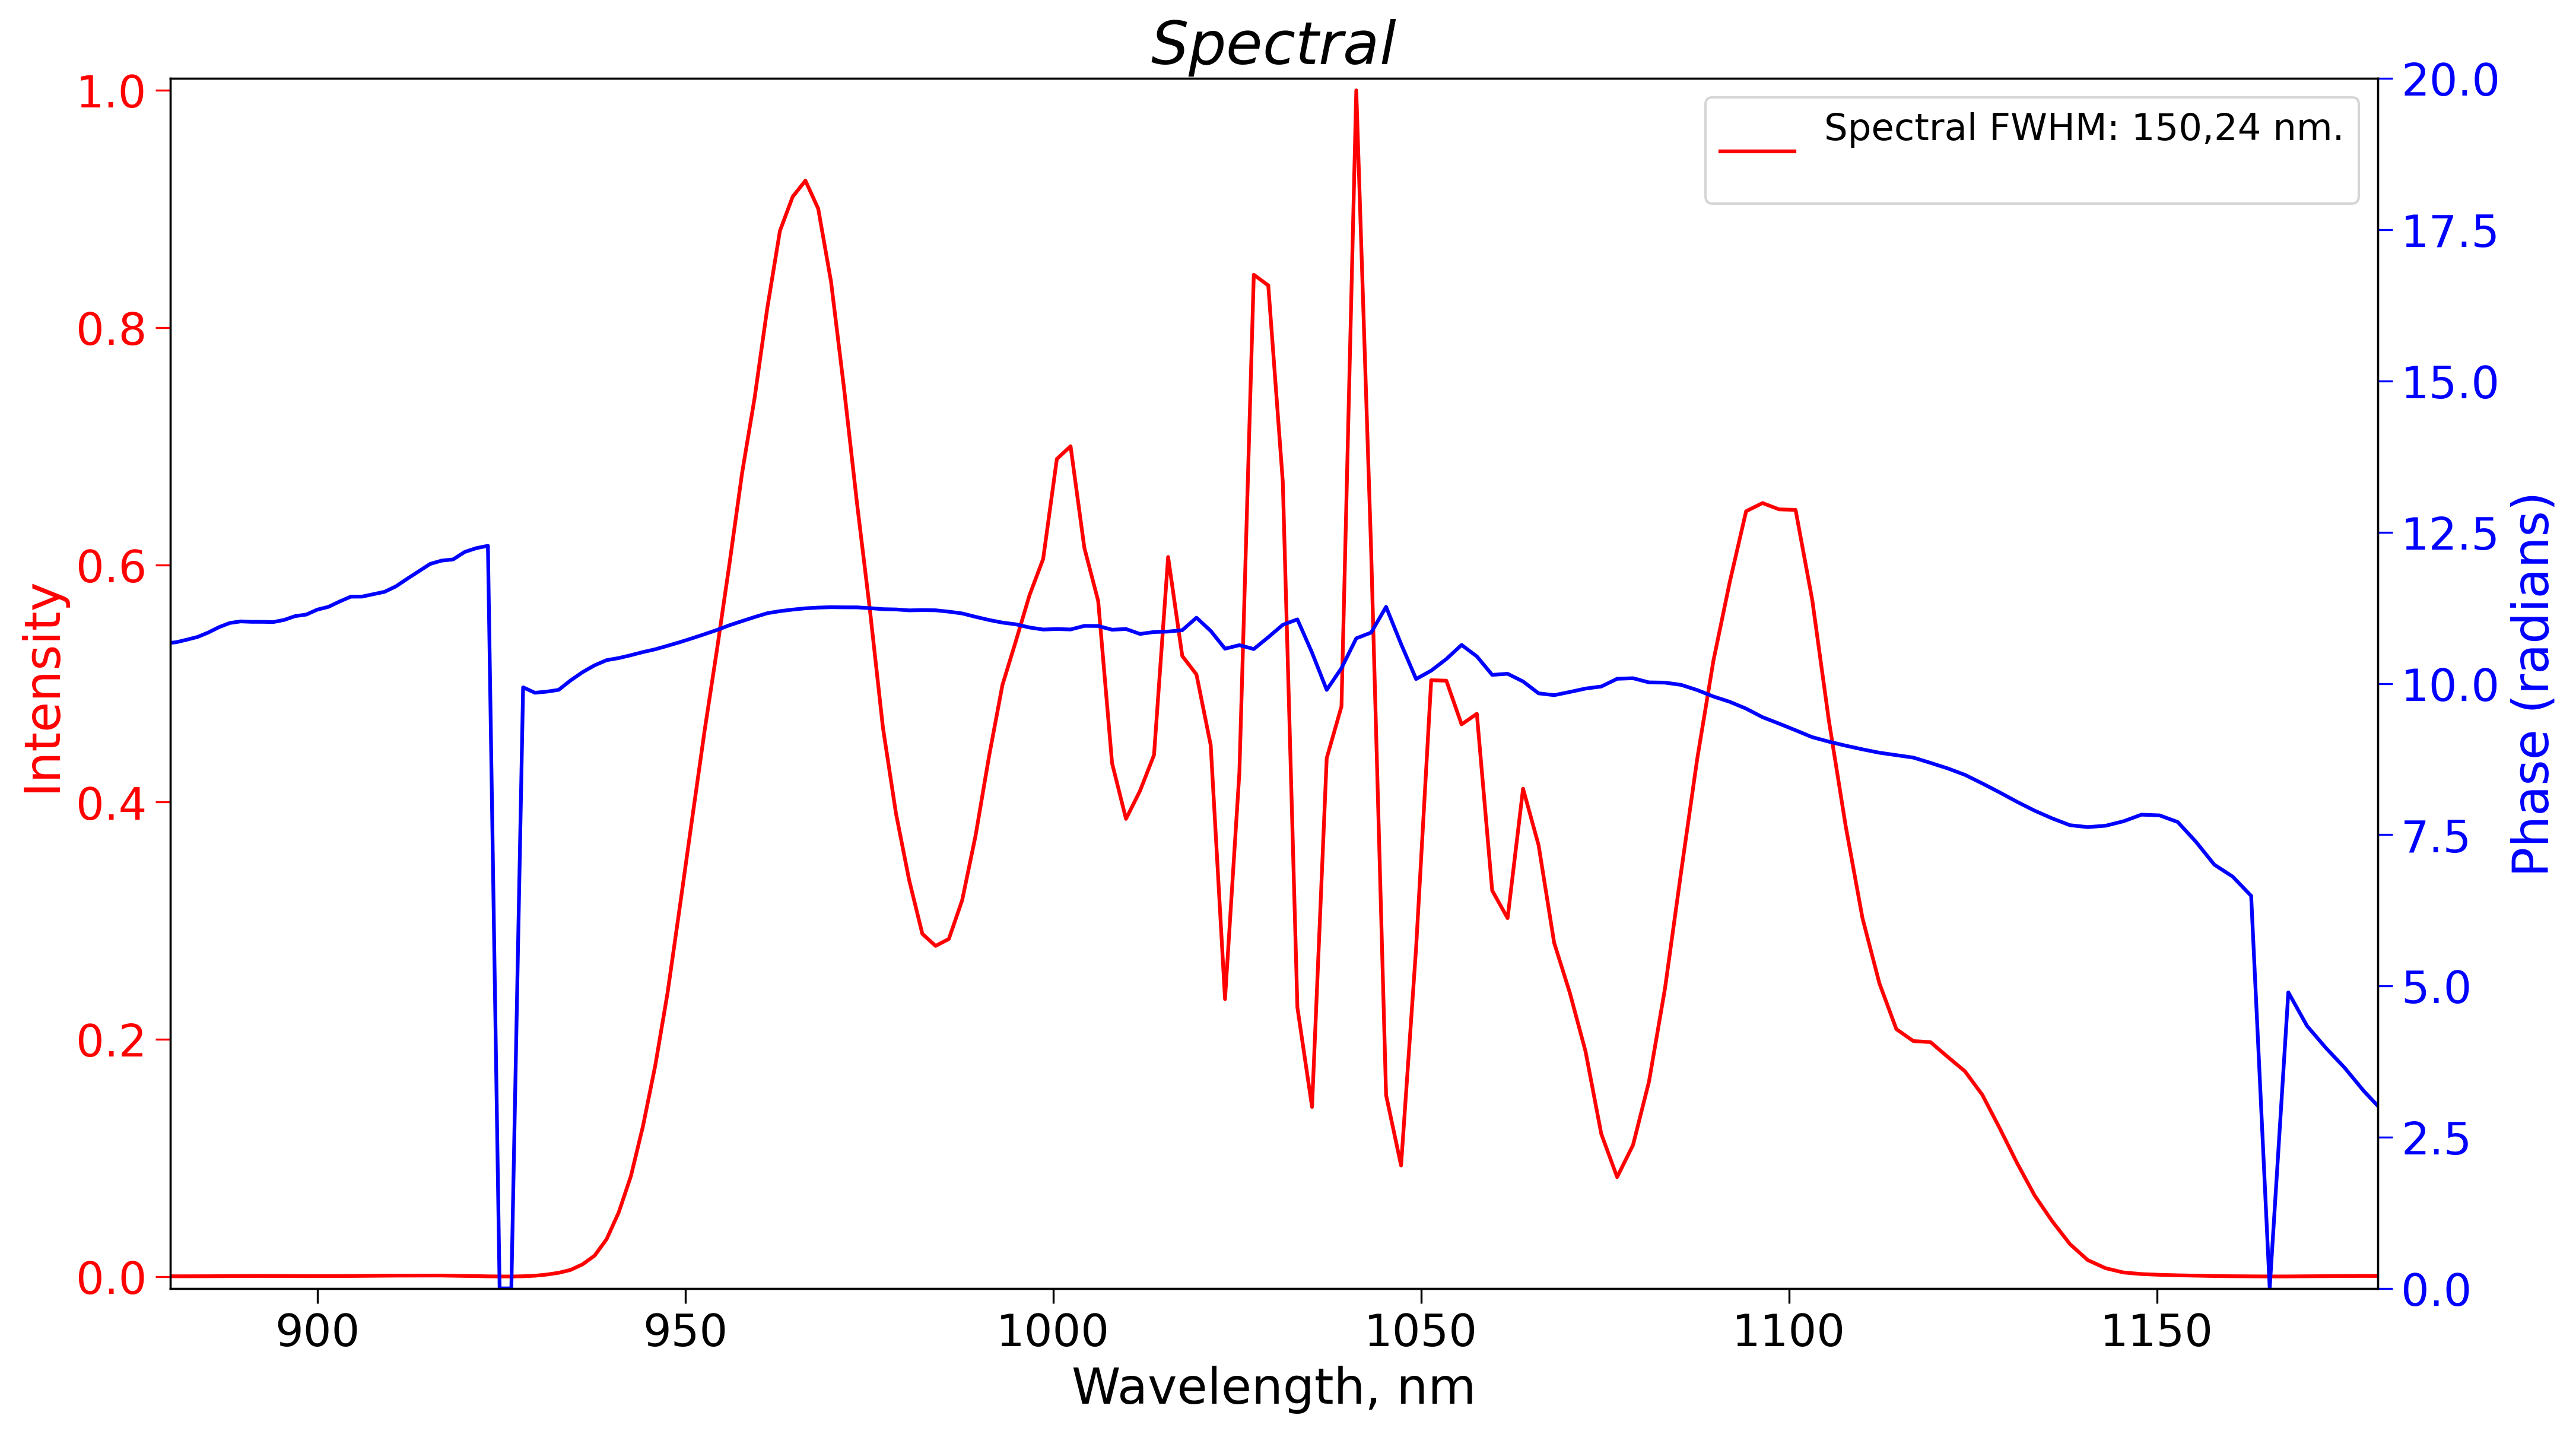 Spectral
Spectral FWHM: 150,24 nm.
Intensity
1.0
0.8
0.6
0.4
0.2
0.0
20.0
17.5
15.0
12.5
10.0
7.5
5.0
2.5
0.0
Phase (radians)
900 950 1000 1050 1100 1150
Wavelength, nm